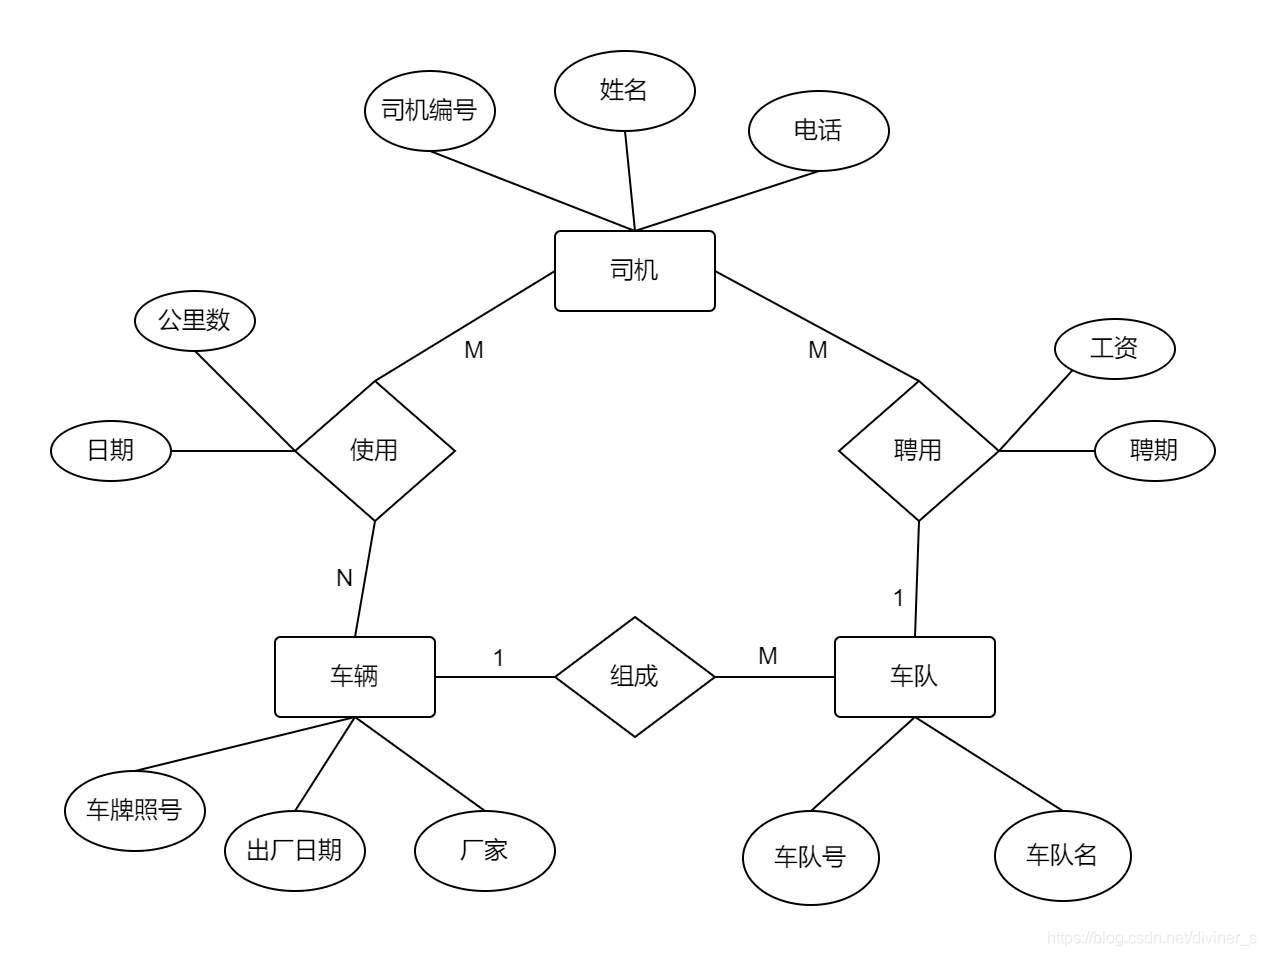 姓名
司机编号
电话
司机
公里数
M
M
工资
日期
使用
聘用
聘期
N
1
车辆
1
组成
M
车队
车牌照号
出厂日期
厂家
车队号
车队名
https://blog.csdn.net/diviner_s